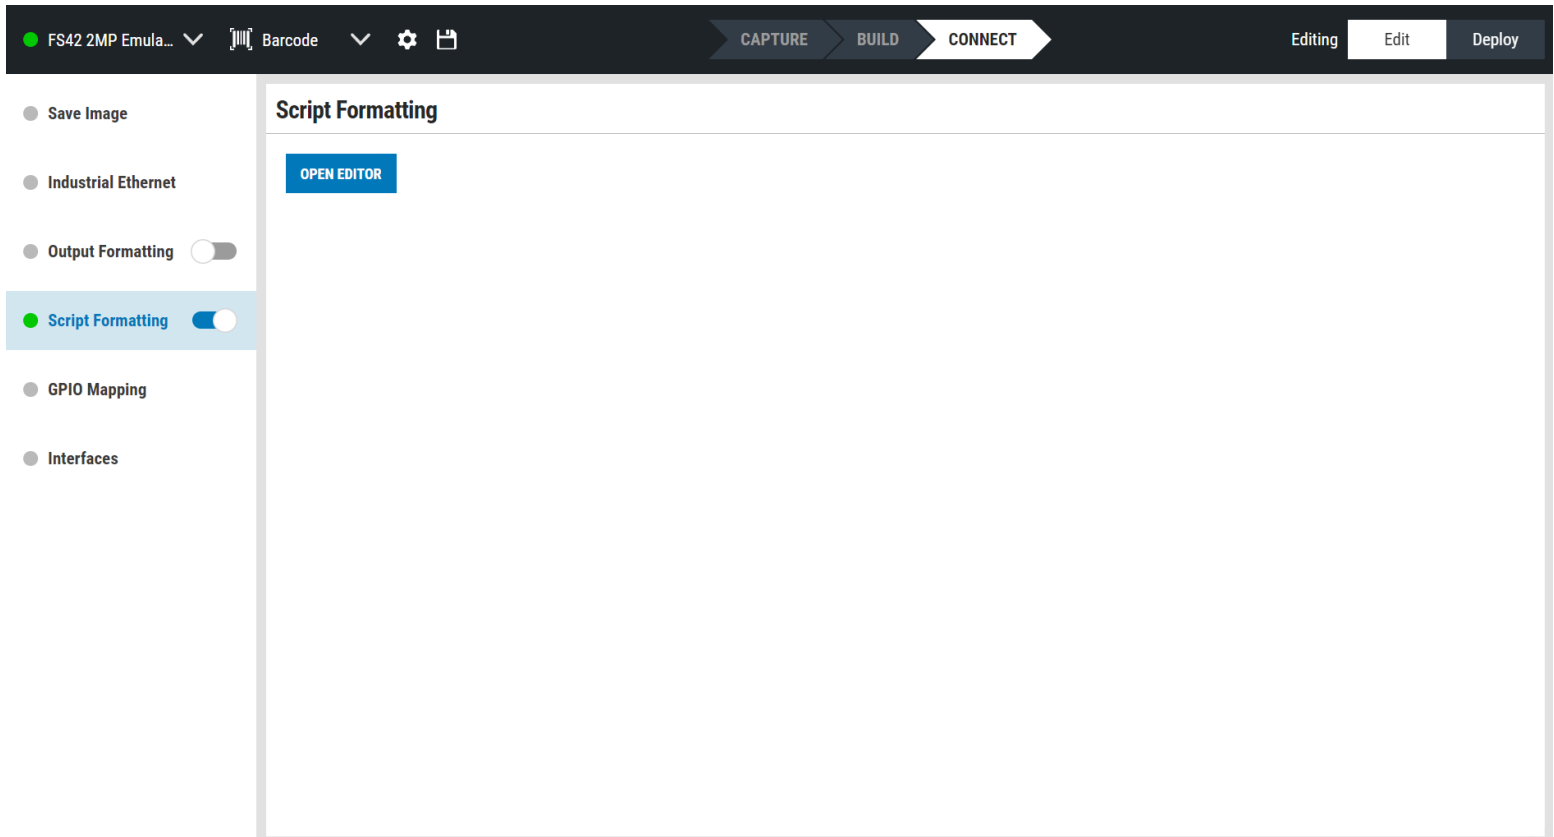 FS42 2MP Emula... Barcode CAPTURE BUILD CONNECT Editing Edit Deploy
Save Image
Industrial Ethernet
Output Formatting
Script Formatting
GPIO Mapping
Interfaces
Script Formatting
OPEN EDITOR